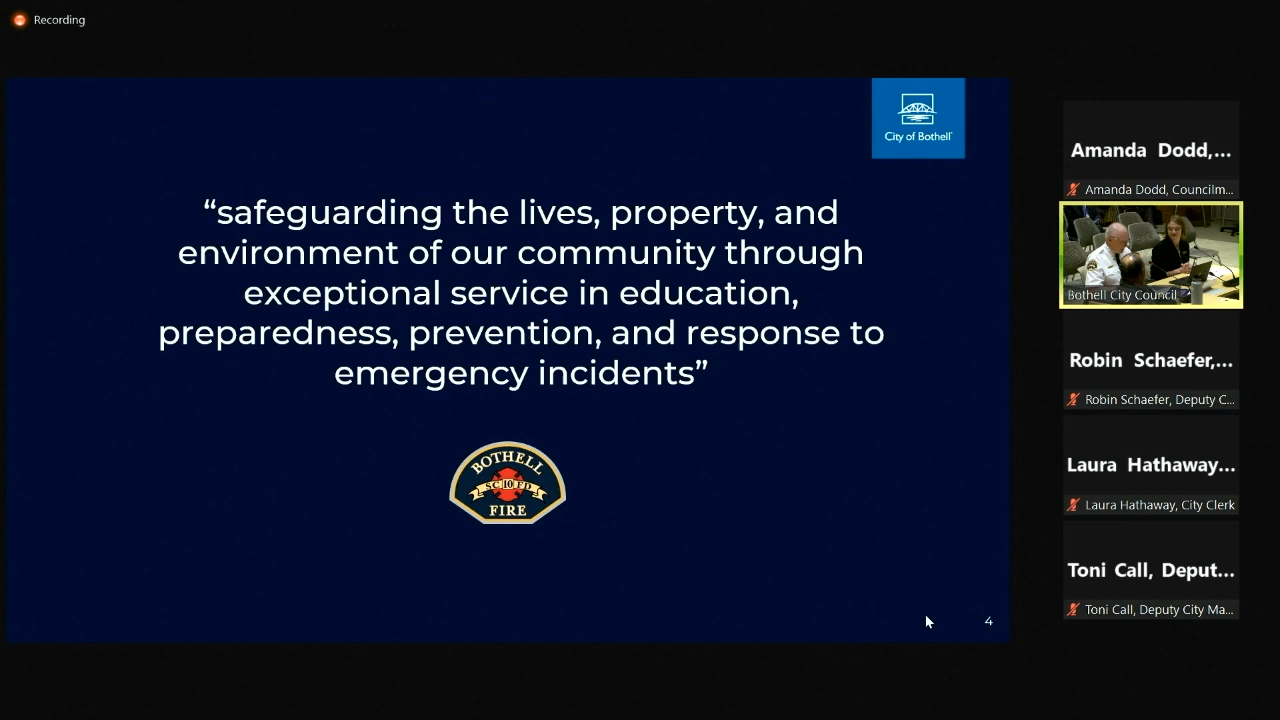 Recording
City of Bothell
“safeguarding the lives, property, and
environment of our community through
exceptional service in education,
preparedness, prevention, and response to
emergency incidents”
BOTHELL
SC 10 FD
FIRE
4
Amanda Dodd,...
Amanda Dodd, Councilm...
Bothell City Council
Robin Schaefer,...
Robin Schaefer, Deputy C...
Laura Hathaway...
Laura Hathaway, City Clerk
Toni Call, Deput...
Toni Call, Deputy City Ma...